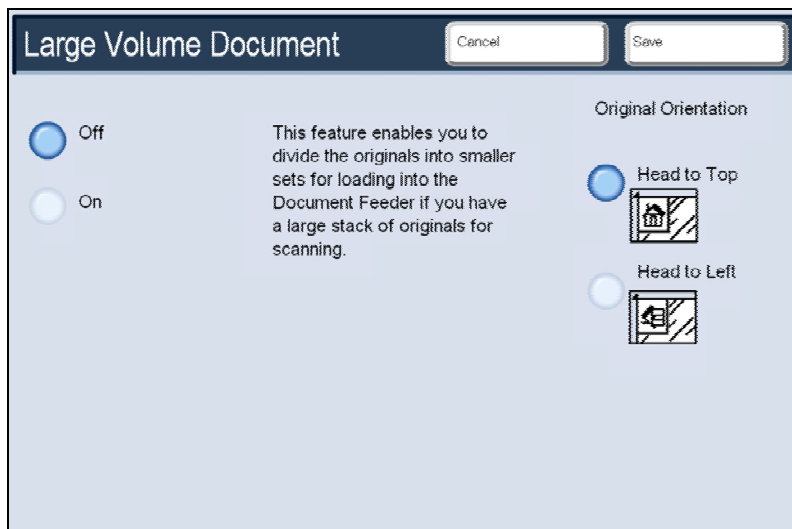 Large Volume Document
Cancel
Save
Off
On
This feature enables you to
divide the originals into smaller
sets for loading into the
Document Feeder if you have
a large stack of originals for
scanning.
Original Orientation
Head to Top
Head to Left